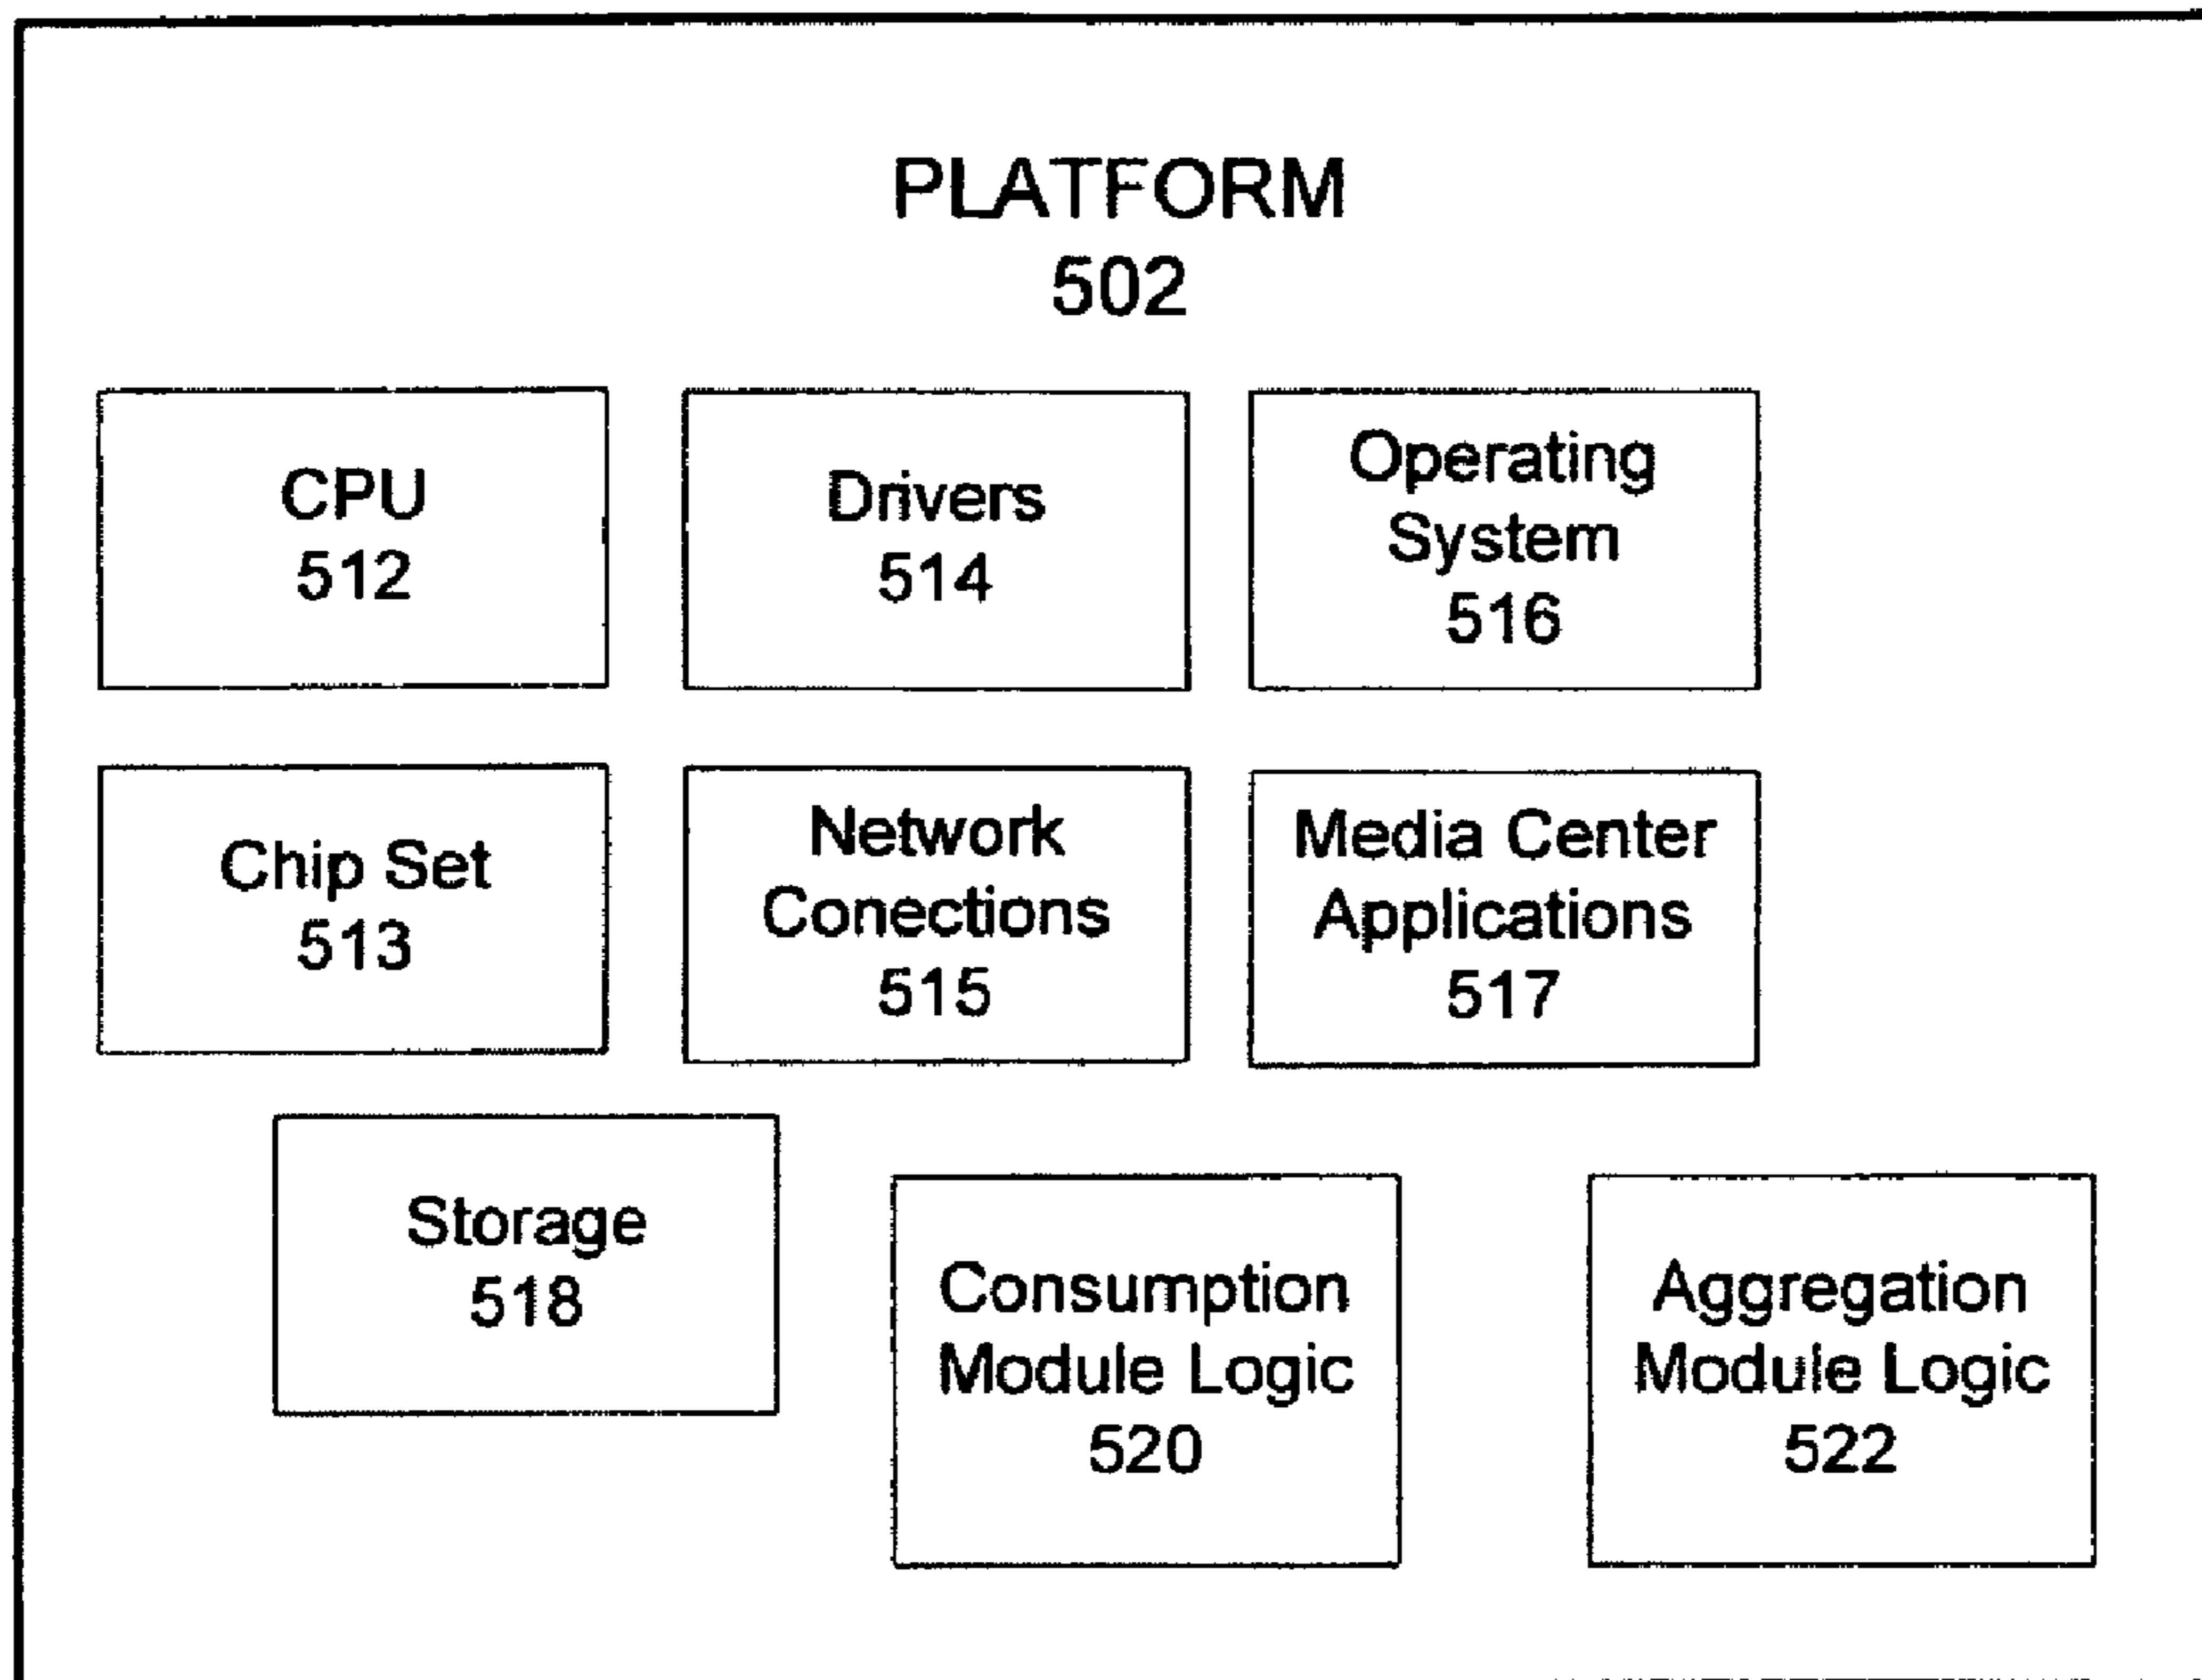 PLATFORM
502
CPU
512
Drivers
514
Operating
System
516
Chip Set
513
Network
Conections
515
Media Center
Applications
517
Storage
518
Consumption
Module Logic
520
Aggregation
Module Logic
522